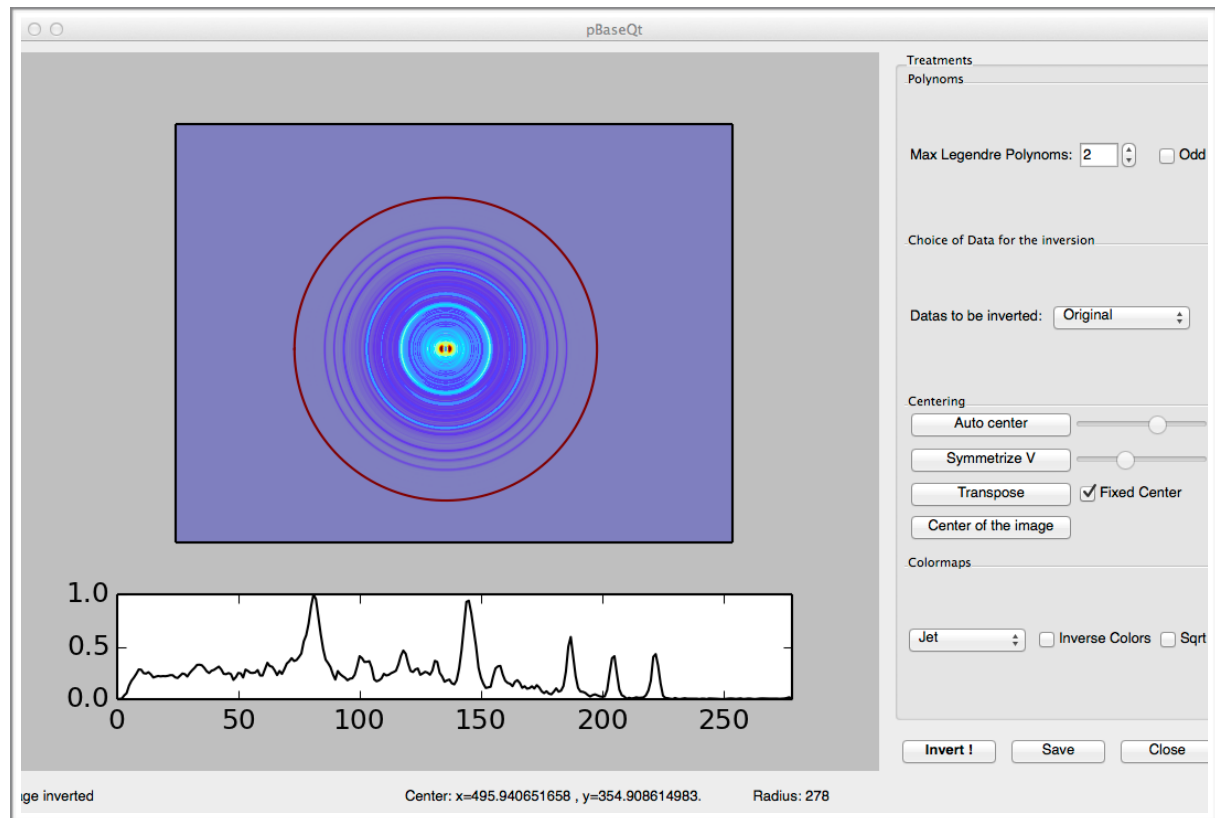 pBaseQt
Treatments
Polynoms
Max Legendre Polynoms: 2 Odd
Choice of Data for the inversion
Datas to be inverted: Original
Centering
Auto center
Symmetrize V
Transpose Fixed Center
Center of the image
Colormaps
Jet Inverse Colors Sqrt
1.0
0.5
0.0
0 50 100 150 200 250
Invert ! Save Close
ge inverted Center: x=495.940651658 , y=354.908614983. Radius: 278